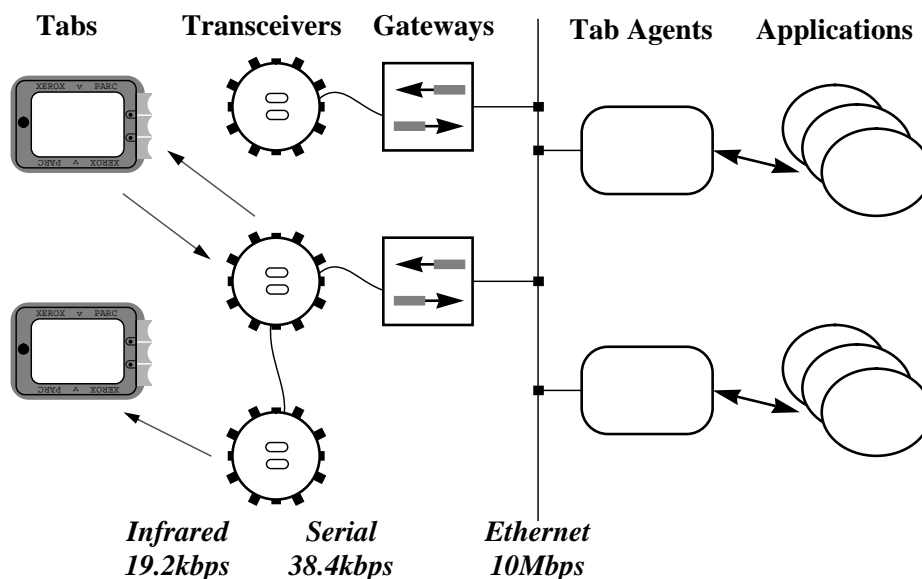 Tabs
Transceivers
Gateways
Tab Agents
Applications
XEROX v PARC
XEROX v PARC
XEROX v PARC
XEROX v PARC
Infrared
19.2kbps
Serial
38.4kbps
Ethernet
10Mbps